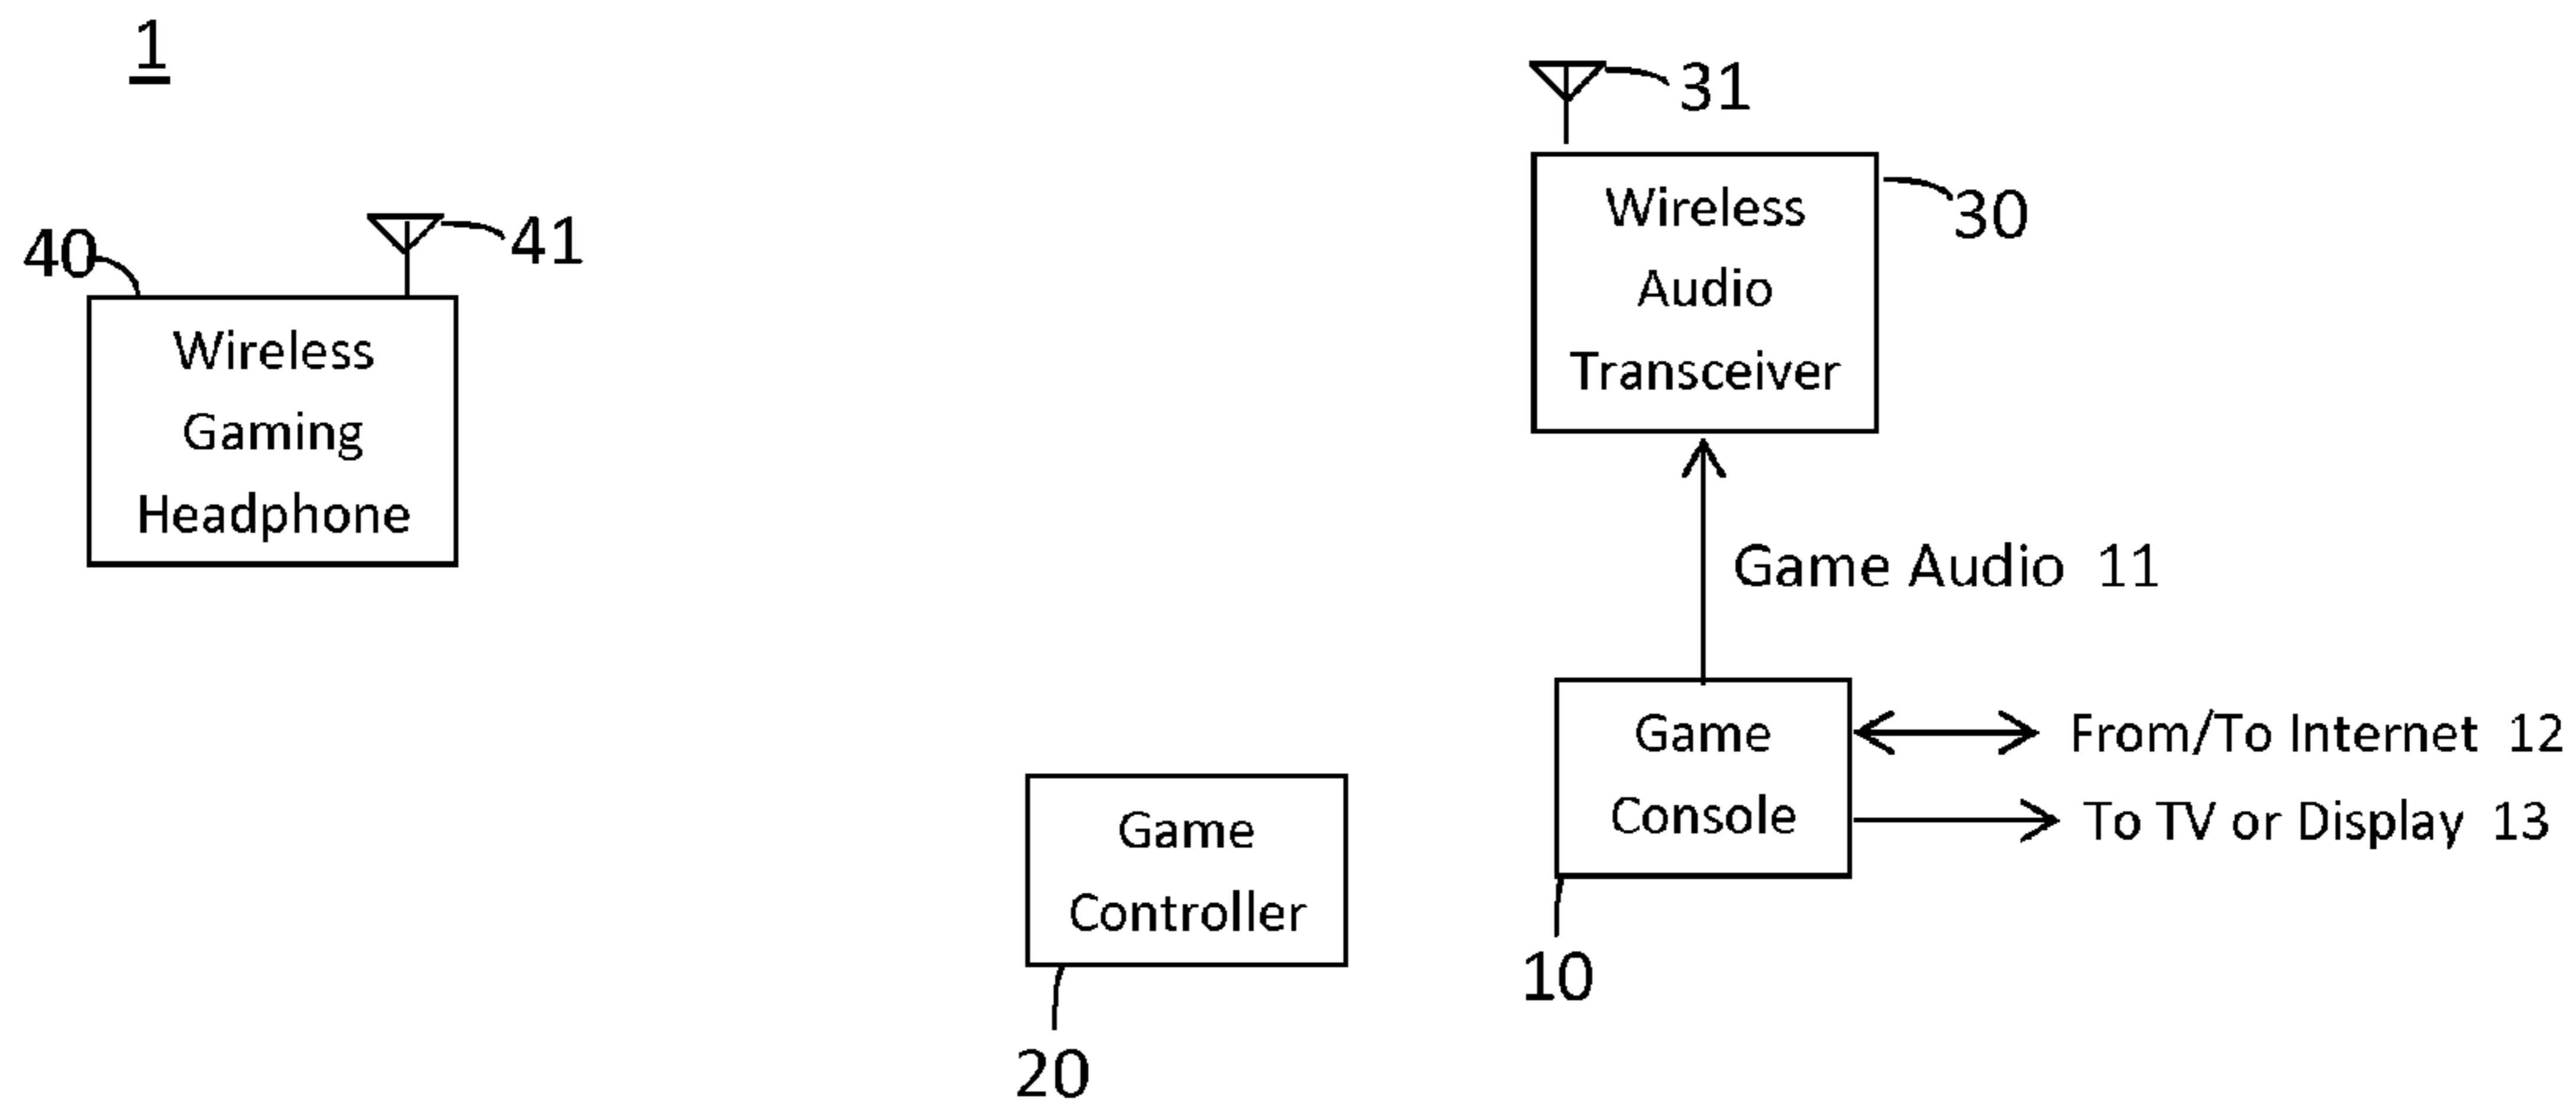 1
31
30
Wireless
Audio
Transceiver
40
41
Wireless
Gaming
Headphone
Game Audio 11
Game
Console
From/To Internet 12
To TV or Display 13
10
Game
Controller
20